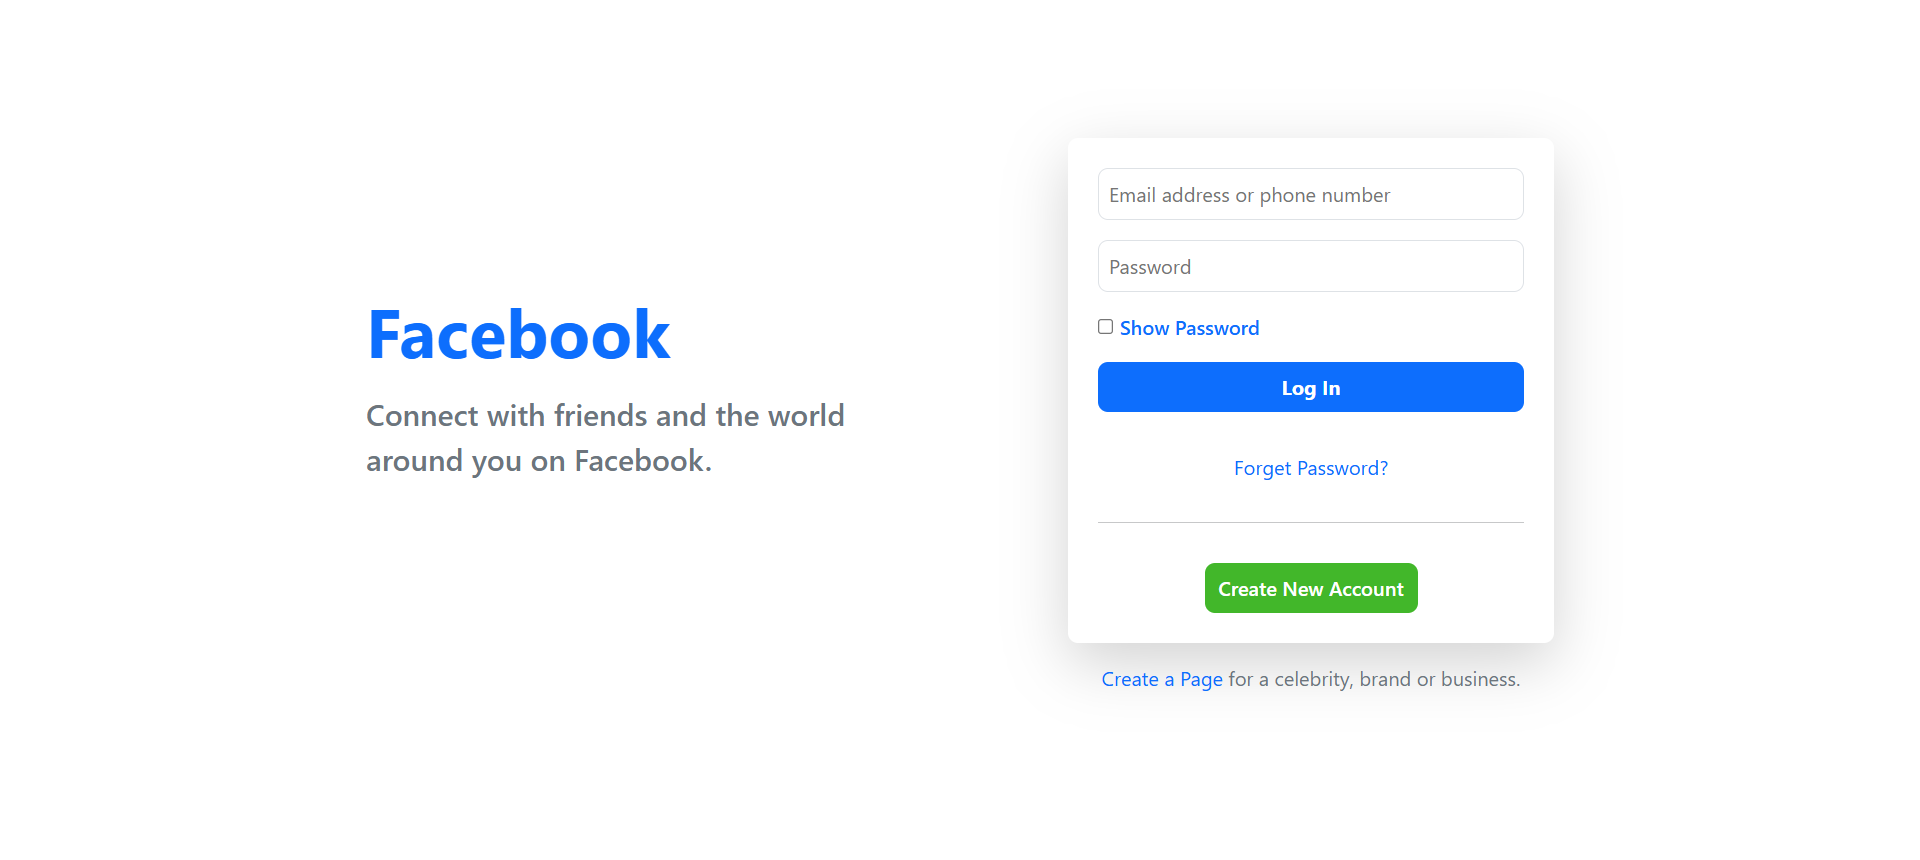 Facebook
Connect with friends and the world
around you on Facebook.
Email address or phone number
Password
Show Password
Log In
Forget Password?
Create New Account
Create a Page for a celebrity, brand or business.